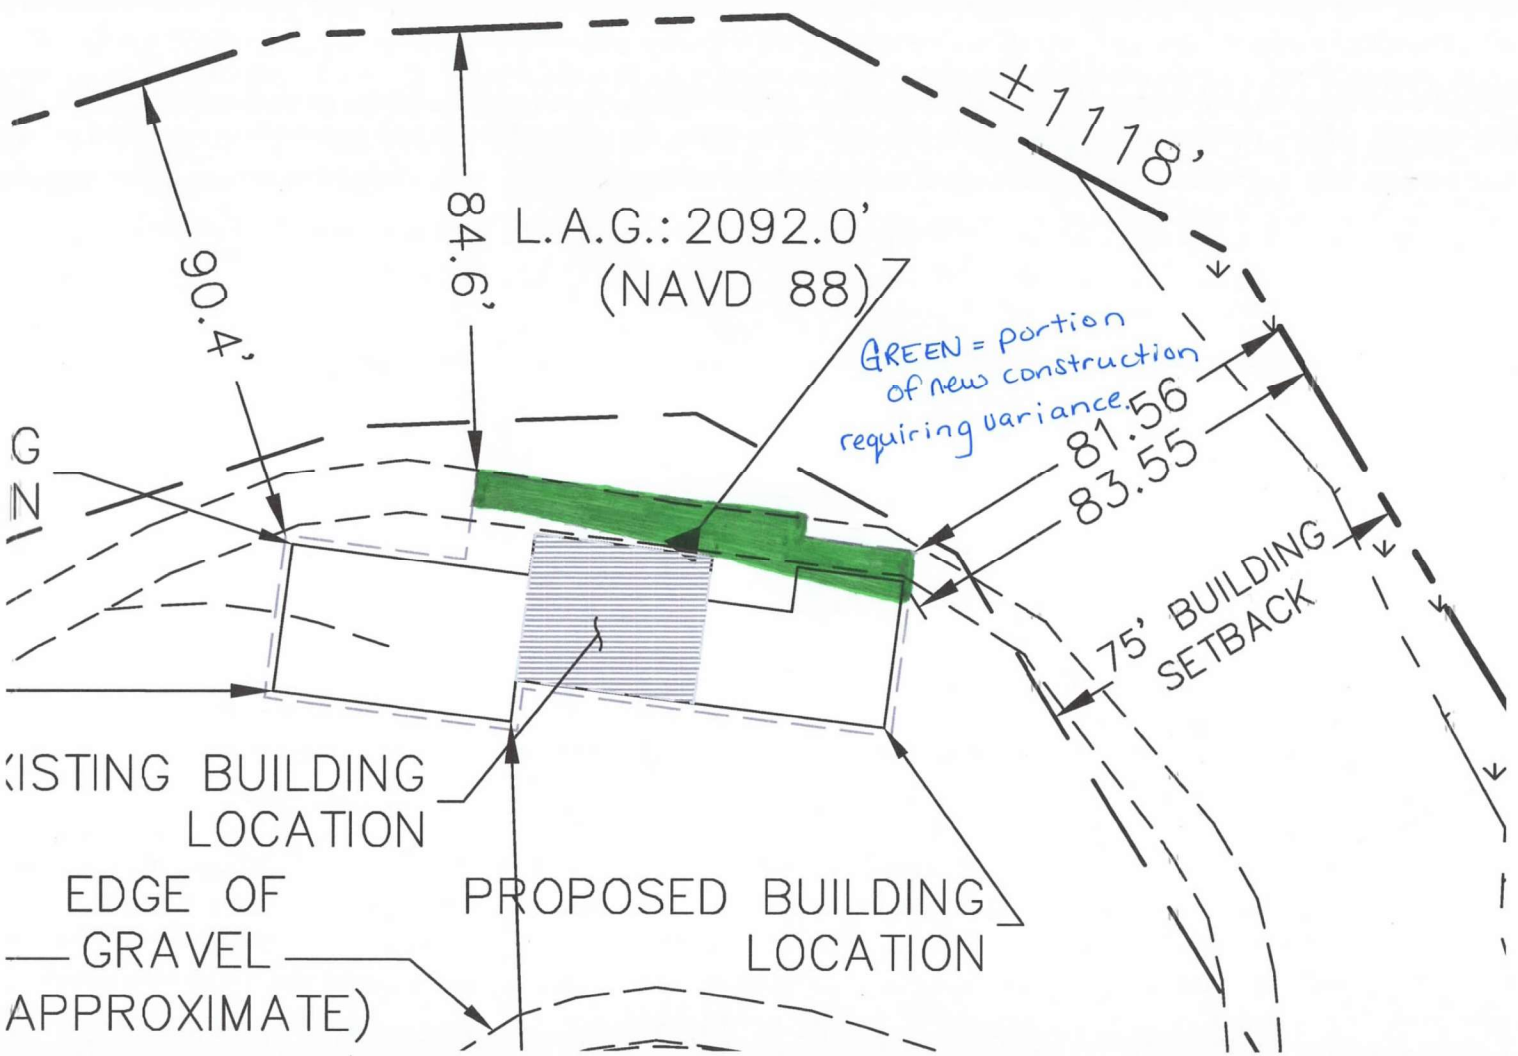 ±1118'
84.6'
90.4'
L.A.G.: 2092.0'
(NAVD 88)
GREEN = portion
of new construction
requiring variance.
81.56
83.55
G
N
75' BUILDING
SETBACK
XISTING BUILDING
LOCATION
EDGE OF
GRAVEL
APPROXIMATE)
PROPOSED BUILDING
LOCATION